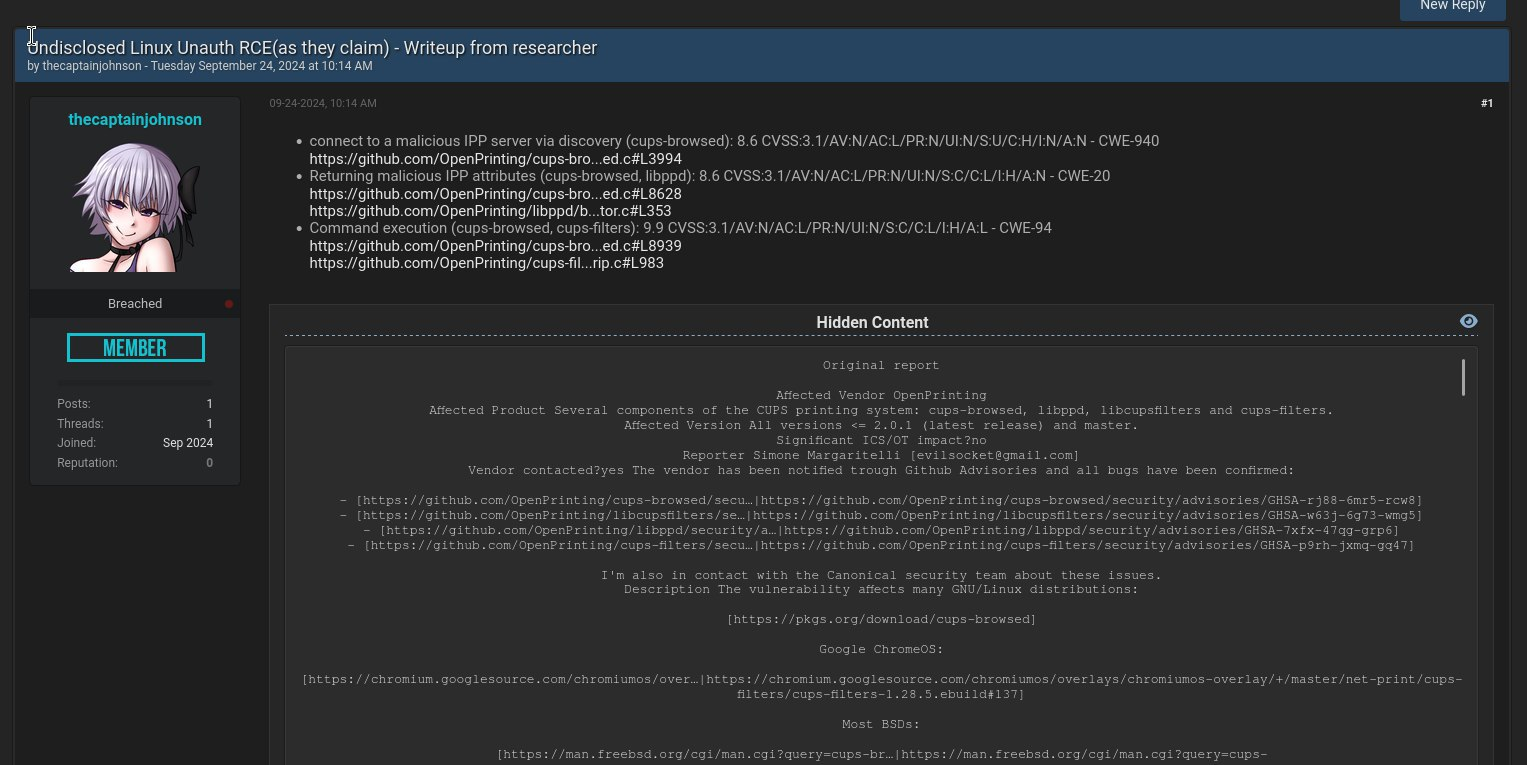 New Reply
Undisclosed Linux Unauth RCE(as they claim) - Writeup from researcher
by thecaptainjohnson - Tuesday September 24, 2024 at 10:14 AM
thecaptainjohnson
Breached
MEMBER
Posts: 1
Threads: 1
Joined: Sep 2024
Reputation: 0
09-24-2024, 10:14 AM
#1
• connect to a malicious IPP server via discovery (cups-browsed): 8.6 CVSS:3.1/AV:N/AC:L/PR:N/UI:N/S:U/C:H/I:N/A:N - CWE-940
https://github.com/OpenPrinting/cups-bro...ed.c#L3994
• Returning malicious IPP attributes (cups-browsed, libppd): 8.6 CVSS:3.1/AV:N/AC:L/PR:N/UI:N/S:C/C:L/I:H/A:N - CWE-20
https://github.com/OpenPrinting/cups-bro...ed.c#L8628
https://github.com/OpenPrinting/libppd/b...tor.c#L353
• Command execution (cups-browsed, cups-filters): 9.9 CVSS:3.1/AV:N/AC:L/PR:N/UI:N/S:C/C:L/I:H/A:L - CWE-94
https://github.com/OpenPrinting/cups-bro...ed.c#L8939
https://github.com/OpenPrinting/cups-fil...rip.c#L983
Hidden Content
Original report
Affected Vendor OpenPrinting
Affected Product Several components of the CUPS printing system: cups-browsed, libppd, libcupsfilters and cups-filters.
Affected Version All versions <= 2.0.1 (latest release) and master.
Significant ICS/OT impact?no
Reporter Simone Margaritelli [evilsocket@gmail.com]
Vendor contacted?yes The vendor has been notified trough Github Advisories and all bugs have been confirmed:
- [https://github.com/OpenPrinting/cups-browsed/secu…|https://github.com/OpenPrinting/cups-browsed/security/advisories/GHSA-rj88-6mr5-rcw8]
- [https://github.com/OpenPrinting/libcupsfilters/se…|https://github.com/OpenPrinting/libcupsfilters/security/advisories/GHSA-w63j-6g73-wmg5]
- [https://github.com/OpenPrinting/libppd/security/a…|https://github.com/OpenPrinting/libppd/security/advisories/GHSA-7xfx-47qg-grp6]
- [https://github.com/OpenPrinting/cups-filters/secu…|https://github.com/OpenPrinting/cups-filters/security/advisories/GHSA-p9rh-jxmq-gq47]
I'm also in contact with the Canonical security team about these issues.
Description The vulnerability affects many GNU/Linux distributions:
[https://pkgs.org/download/cups-browsed]
Google ChromeOS:
[https://chromium.googlesource.com/chromiumos/over…|https://chromium.googlesource.com/chromiumos/overlays/chromiumos-overlay/+/master/net-print/cups-
filters/cups-filters-1.28.5.ebuild#137]
Most BSDs:
[https://man.freebsd.org/cgi/man.cgi?query=cups-br…|https://man.freebsd.org/cgi/man.cgi?query=cups-